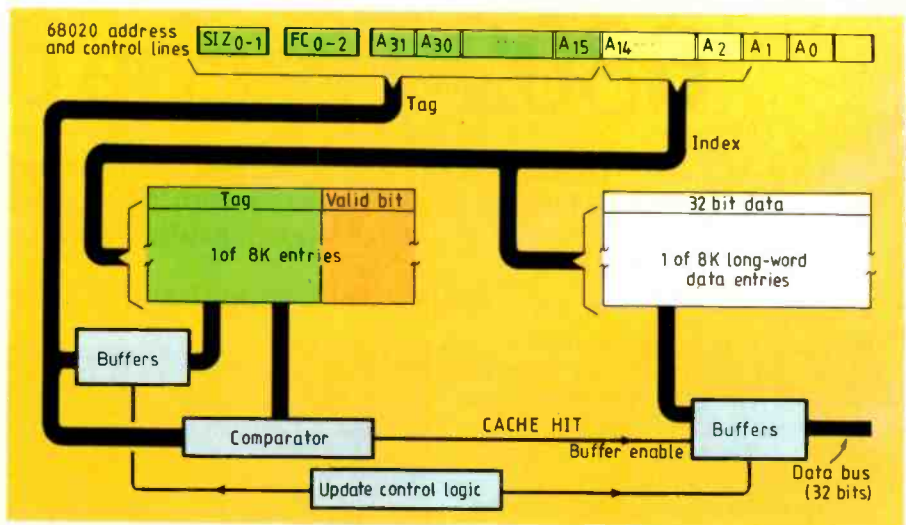 68020 address
and control lines
SIZ0-1 FC0-2 A31 A30 ... A15 A14 ... A2 A1 A0
Tag
Index
Tag Valid bit
1 of 8K entries
32 bit data
1 of 8K long-word
data entries
Buffers
Comparator
CACHE HIT
Buffer enable
Buffers
Data bus
(32 bits)
Update control logic